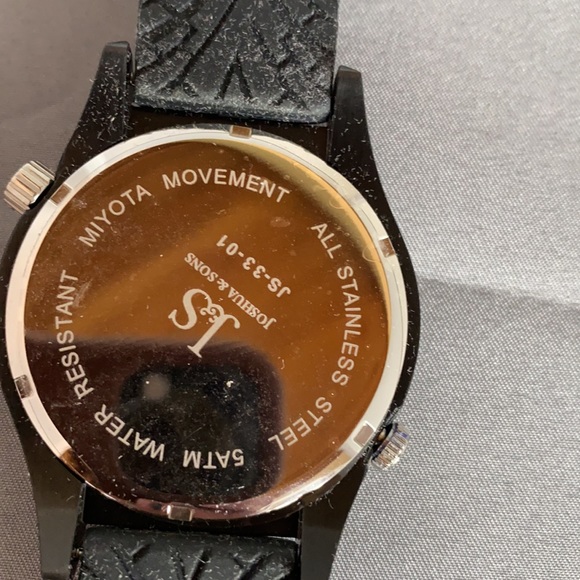 J&S
JOSHUA & SONS
JS-33-01
MIYOTA MOVEMENT
ALL STAINLESS STEEL
5ATM WATER RESISTANT